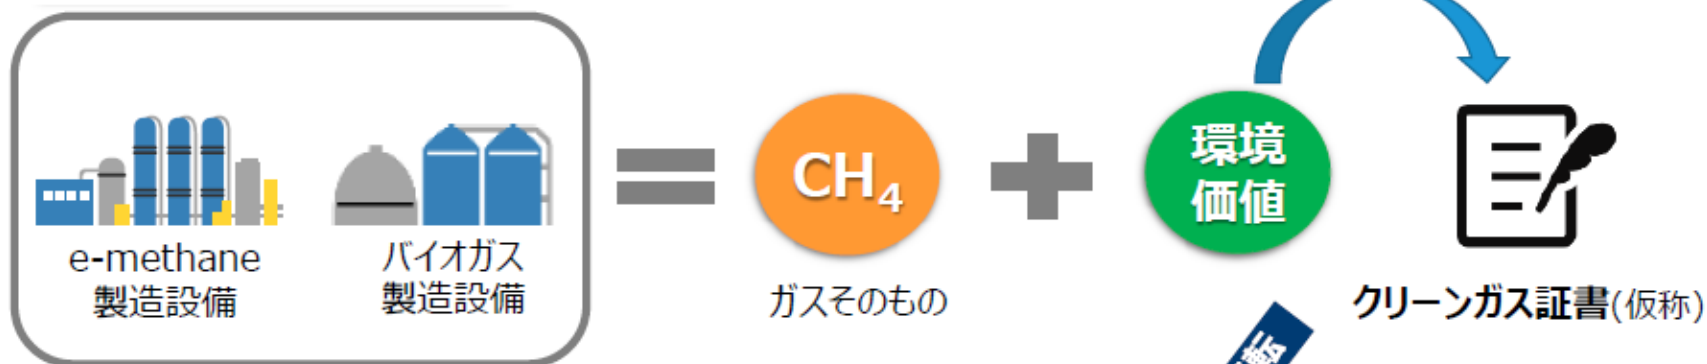 e-methane
製造設備
バイオガス
製造設備
CH₄
ガスそのもの
環境
価値
クリーンガス証書(仮称)
転